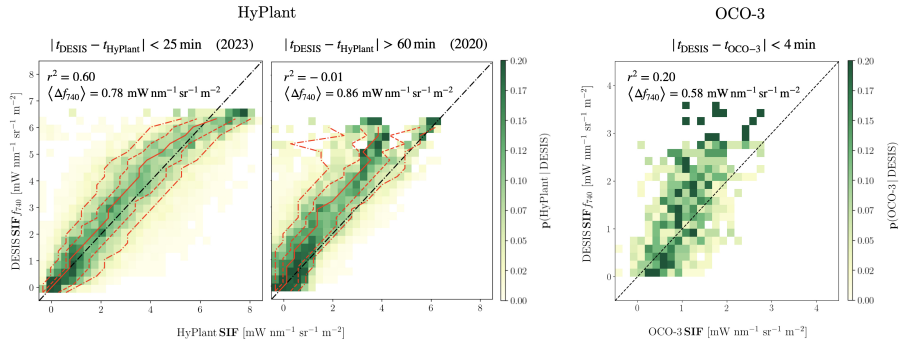 HyPlant
OCO-3
|t_DESIS − t_HyPlant| < 25 min (2023)
|t_DESIS − t_HyPlant| > 60 min (2020)
|t_DESIS − t_OCO−3| < 4 min
r² = 0.60
⟨Δf₇₄₀⟩ = 0.78 mW nm⁻¹ sr⁻¹ m⁻²
r² = − 0.01
⟨Δf₇₄₀⟩ = 0.86 mW nm⁻¹ sr⁻¹ m⁻²
r² = 0.20
⟨Δf₇₄₀⟩ = 0.58 mW nm⁻¹ sr⁻¹ m⁻²
DESIS SIF f₇₄₀ [mW nm⁻¹ sr⁻¹ m⁻²]
8
7
6
5
4
3
2
1
0
0 2 4 6 8
0 2 4 6 8
HyPlant SIF [mW nm⁻¹ sr⁻¹ m⁻²]
0.20
0.17
0.15
0.12
0.10
0.07
0.05
0.03
0.00
p(HyPlant | DESIS)
DESIS SIF f₇₄₀ [mW nm⁻¹ sr⁻¹ m⁻²]
4
3
2
1
0
0 1 2 3 4
OCO-3 SIF [mW nm⁻¹ sr⁻¹ m⁻²]
0.20
0.17
0.15
0.12
0.10
0.07
0.05
0.03
0.00
p(OCO-3 | DESIS)